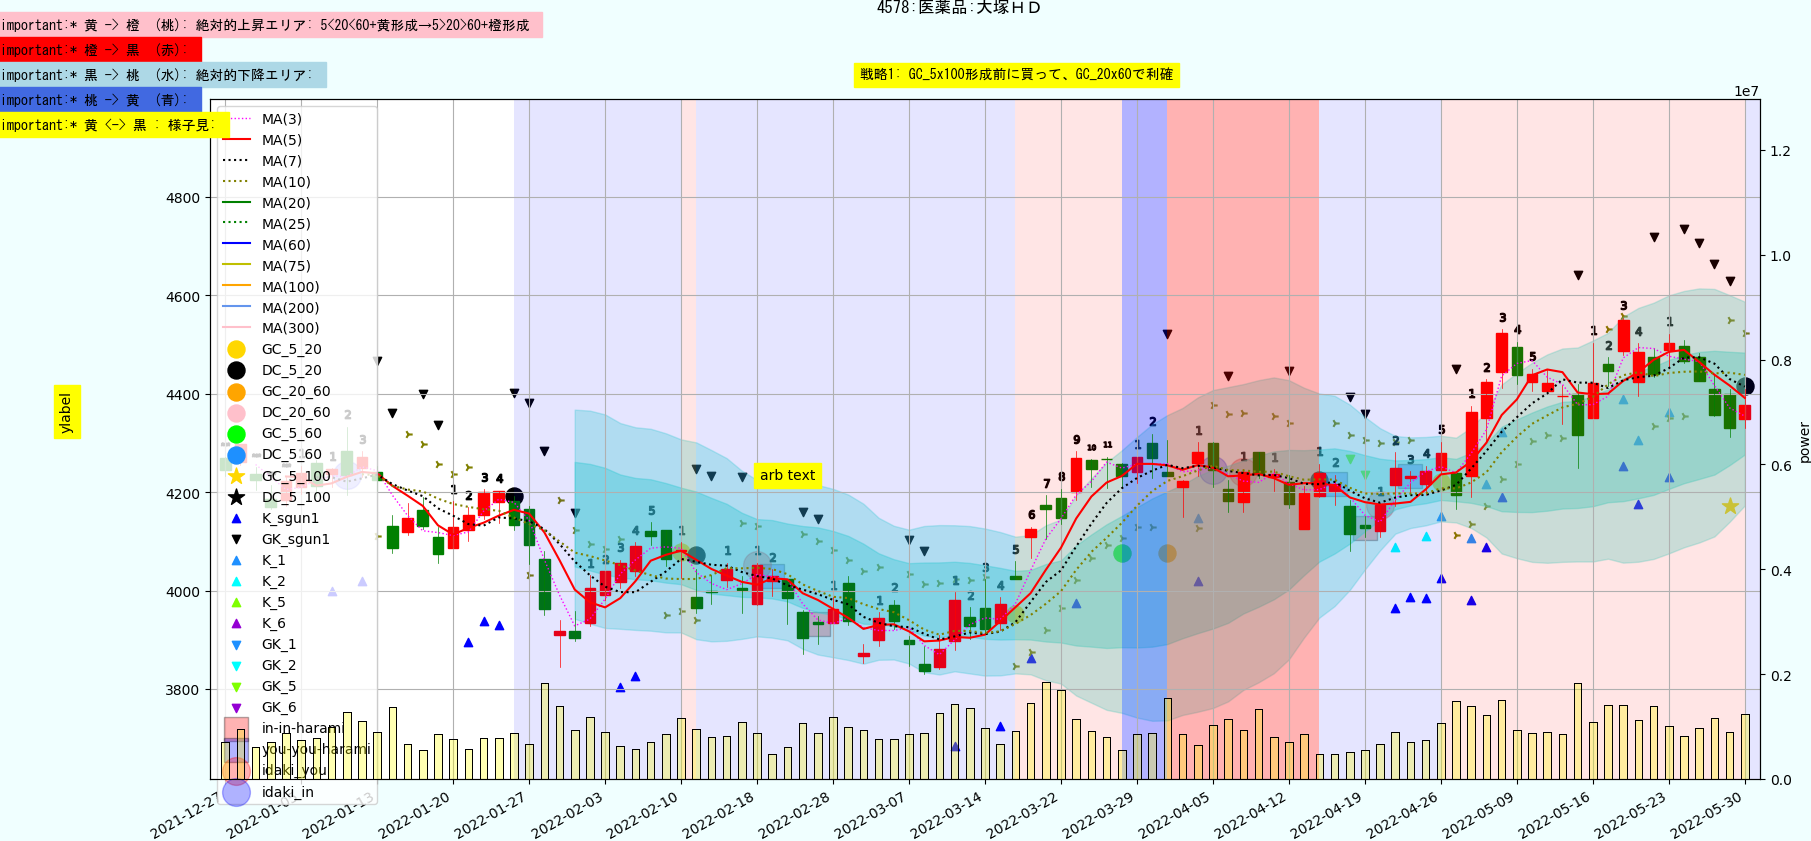 4578:医薬品:大塚ＨＤ
important:* 黄 -> 橙 （桃）: 絶対的上昇エリア: 5<20<60+黄形成→5>20>60+橙形成
important:* 橙 -> 黒 （赤）:
important:* 黒 -> 桃 （水）: 絶対的下降エリア:
important:* 桃 -> 黄 （青）:
important:* 黄 <-> 黒 : 様子見:
戦略1: GC_5x100形成前に買って、GC_20x60で利確
1e7
MA(3)
MA(5)
MA(7)
MA(10)
MA(20)
MA(25)
MA(60)
MA(75)
MA(100)
MA(200)
MA(300)
GC_5_20
DC_5_20
GC_20_60
DC_20_60
GC_5_60
DC_5_60
GC_5_100
DC_5_100
K_sgun1
GK_sgun1
K_1
K_2
K_5
K_6
GK_1
GK_2
GK_5
GK_6
in-in-harami
you-you-harami
idaki_you
idaki_in
ylabel
4800
4600
4400
4200
4000
3800
arb text
1.2
1.0
0.8
0.6
0.4
0.2
0.0
power
2021-12-27
2022-01-13
2022-01-20
2022-01-27
2022-02-03
2022-02-10
2022-02-18
2022-02-28
2022-03-07
2022-03-14
2022-03-22
2022-03-29
2022-04-05
2022-04-12
2022-04-19
2022-04-26
2022-05-09
2022-05-16
2022-05-23
2022-05-30